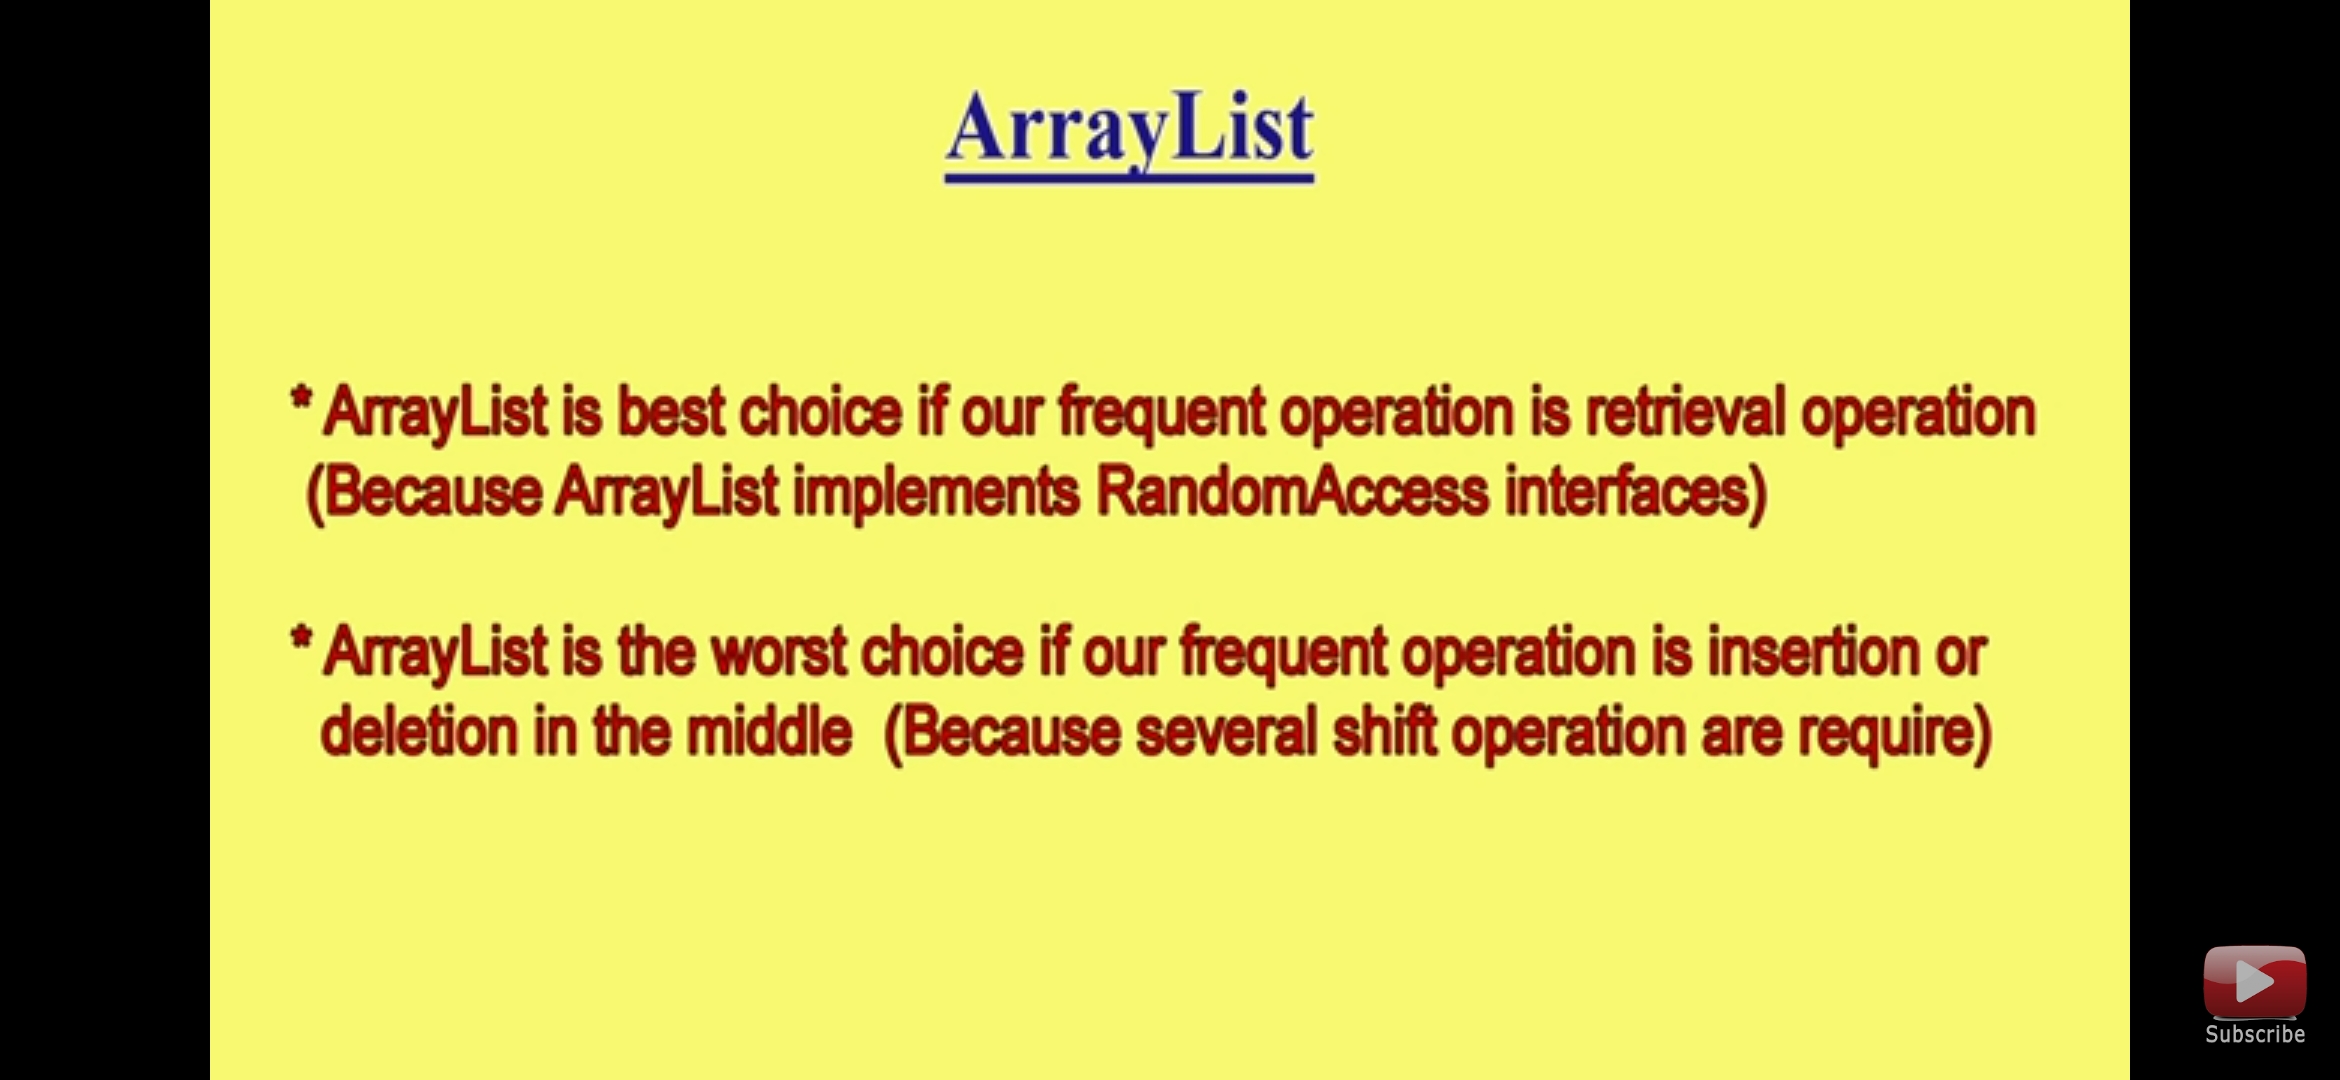 ArrayList
* ArrayList is best choice if our frequent operation is retrieval operation
(Because ArrayList implements RandomAccess interfaces)
* ArrayList is the worst choice if our frequent operation is insertion or
deletion in the middle (Because several shift operation are require)
Subscribe